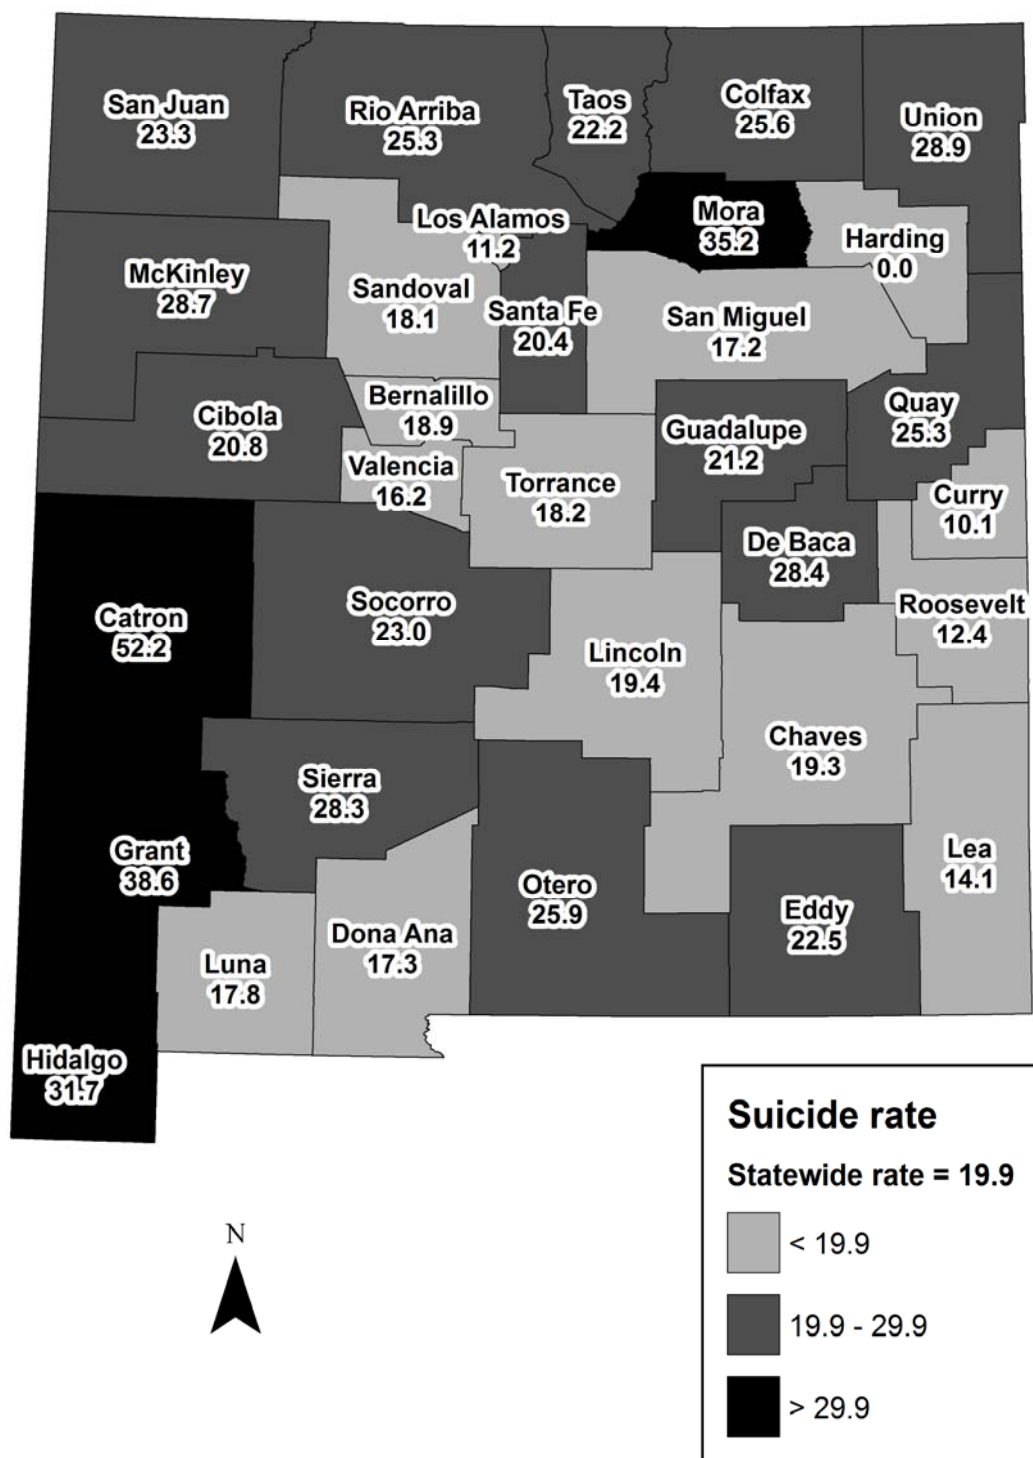 San Juan
23.3
Rio Arriba
25.3
Taos
22.2
Colfax
25.6
Union
28.9
Mora
35.2
Harding
0.0
Los Alamos
11.2
McKinley
28.7
Sandoval
18.1
Santa Fe
20.4
San Miguel
17.2
Bernalillo
18.9
Cibola
20.8
Quay
25.3
Guadalupe
21.2
Valencia
16.2
Torrance
18.2
Curry
10.1
De Baca
28.4
Roosevelt
12.4
Catron
52.2
Socorro
23.0
Lincoln
19.4
Chaves
19.3
Sierra
28.3
Grant
38.6
Lea
14.1
Otero
25.9
Eddy
22.5
Dona Ana
17.3
Luna
17.8
Hidalgo
31.7
Suicide rate
Statewide rate = 19.9
< 19.9
19.9 - 29.9
> 29.9
N